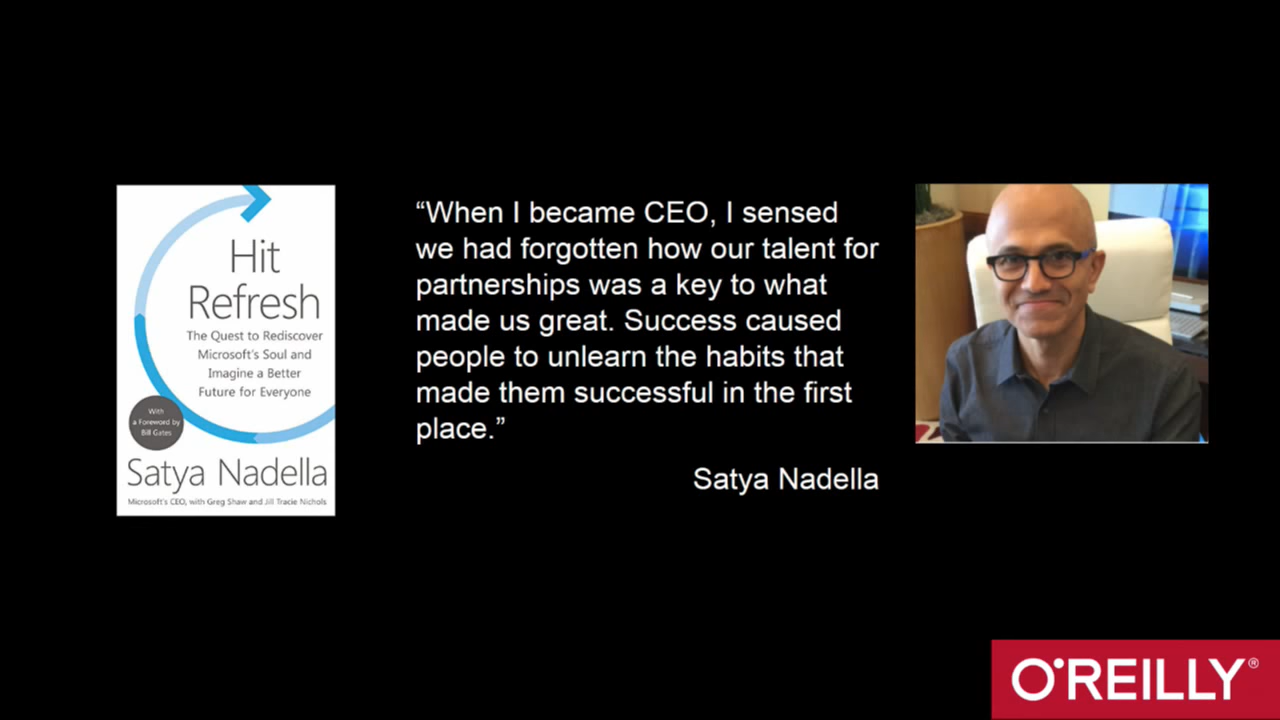 Hit
Refresh
The Quest to Rediscover
Microsoft's Soul and
Imagine a Better
Future for Everyone
With
a Foreword by
Bill Gates
Satya Nadella
Microsoft's CEO, with Greg Shaw and Jill Tracie Nichols
“When I became CEO, I sensed
we had forgotten how our talent for
partnerships was a key to what
made us great. Success caused
people to unlearn the habits that
made them successful in the first
place.”
Satya Nadella
O'REILLY®